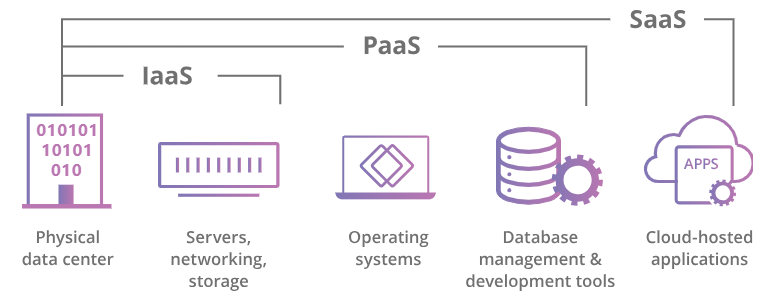 SaaS
PaaS
IaaS
010101
10101
010
APPS
Physical
data center
Servers,
networking,
storage
Operating
systems
Database
management &
development tools
Cloud-hosted
applications